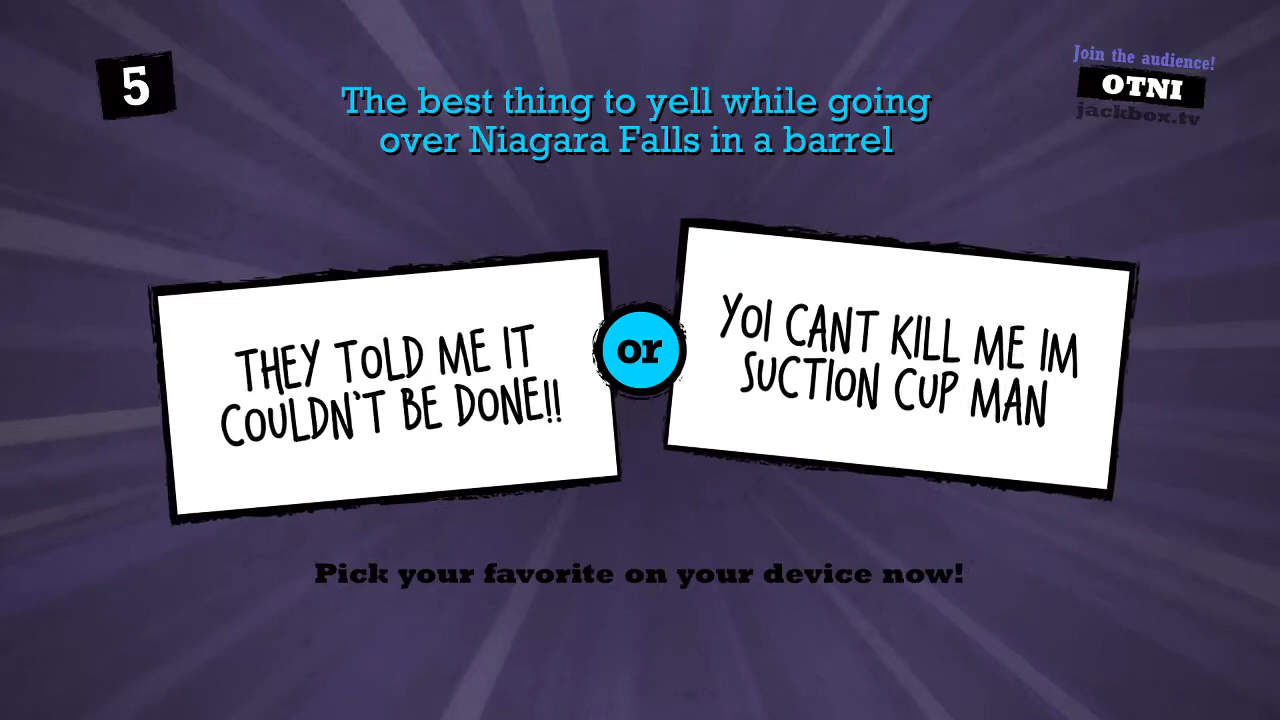 5
Join the audience!
OTNI
jackbox.tv
The best thing to yell while going
over Niagara Falls in a barrel
THEY TOLD ME IT
COULDN'T BE DONE!!
or
YOI CANT KILL ME IM
SUCTION CUP MAN
Pick your favorite on your device now!